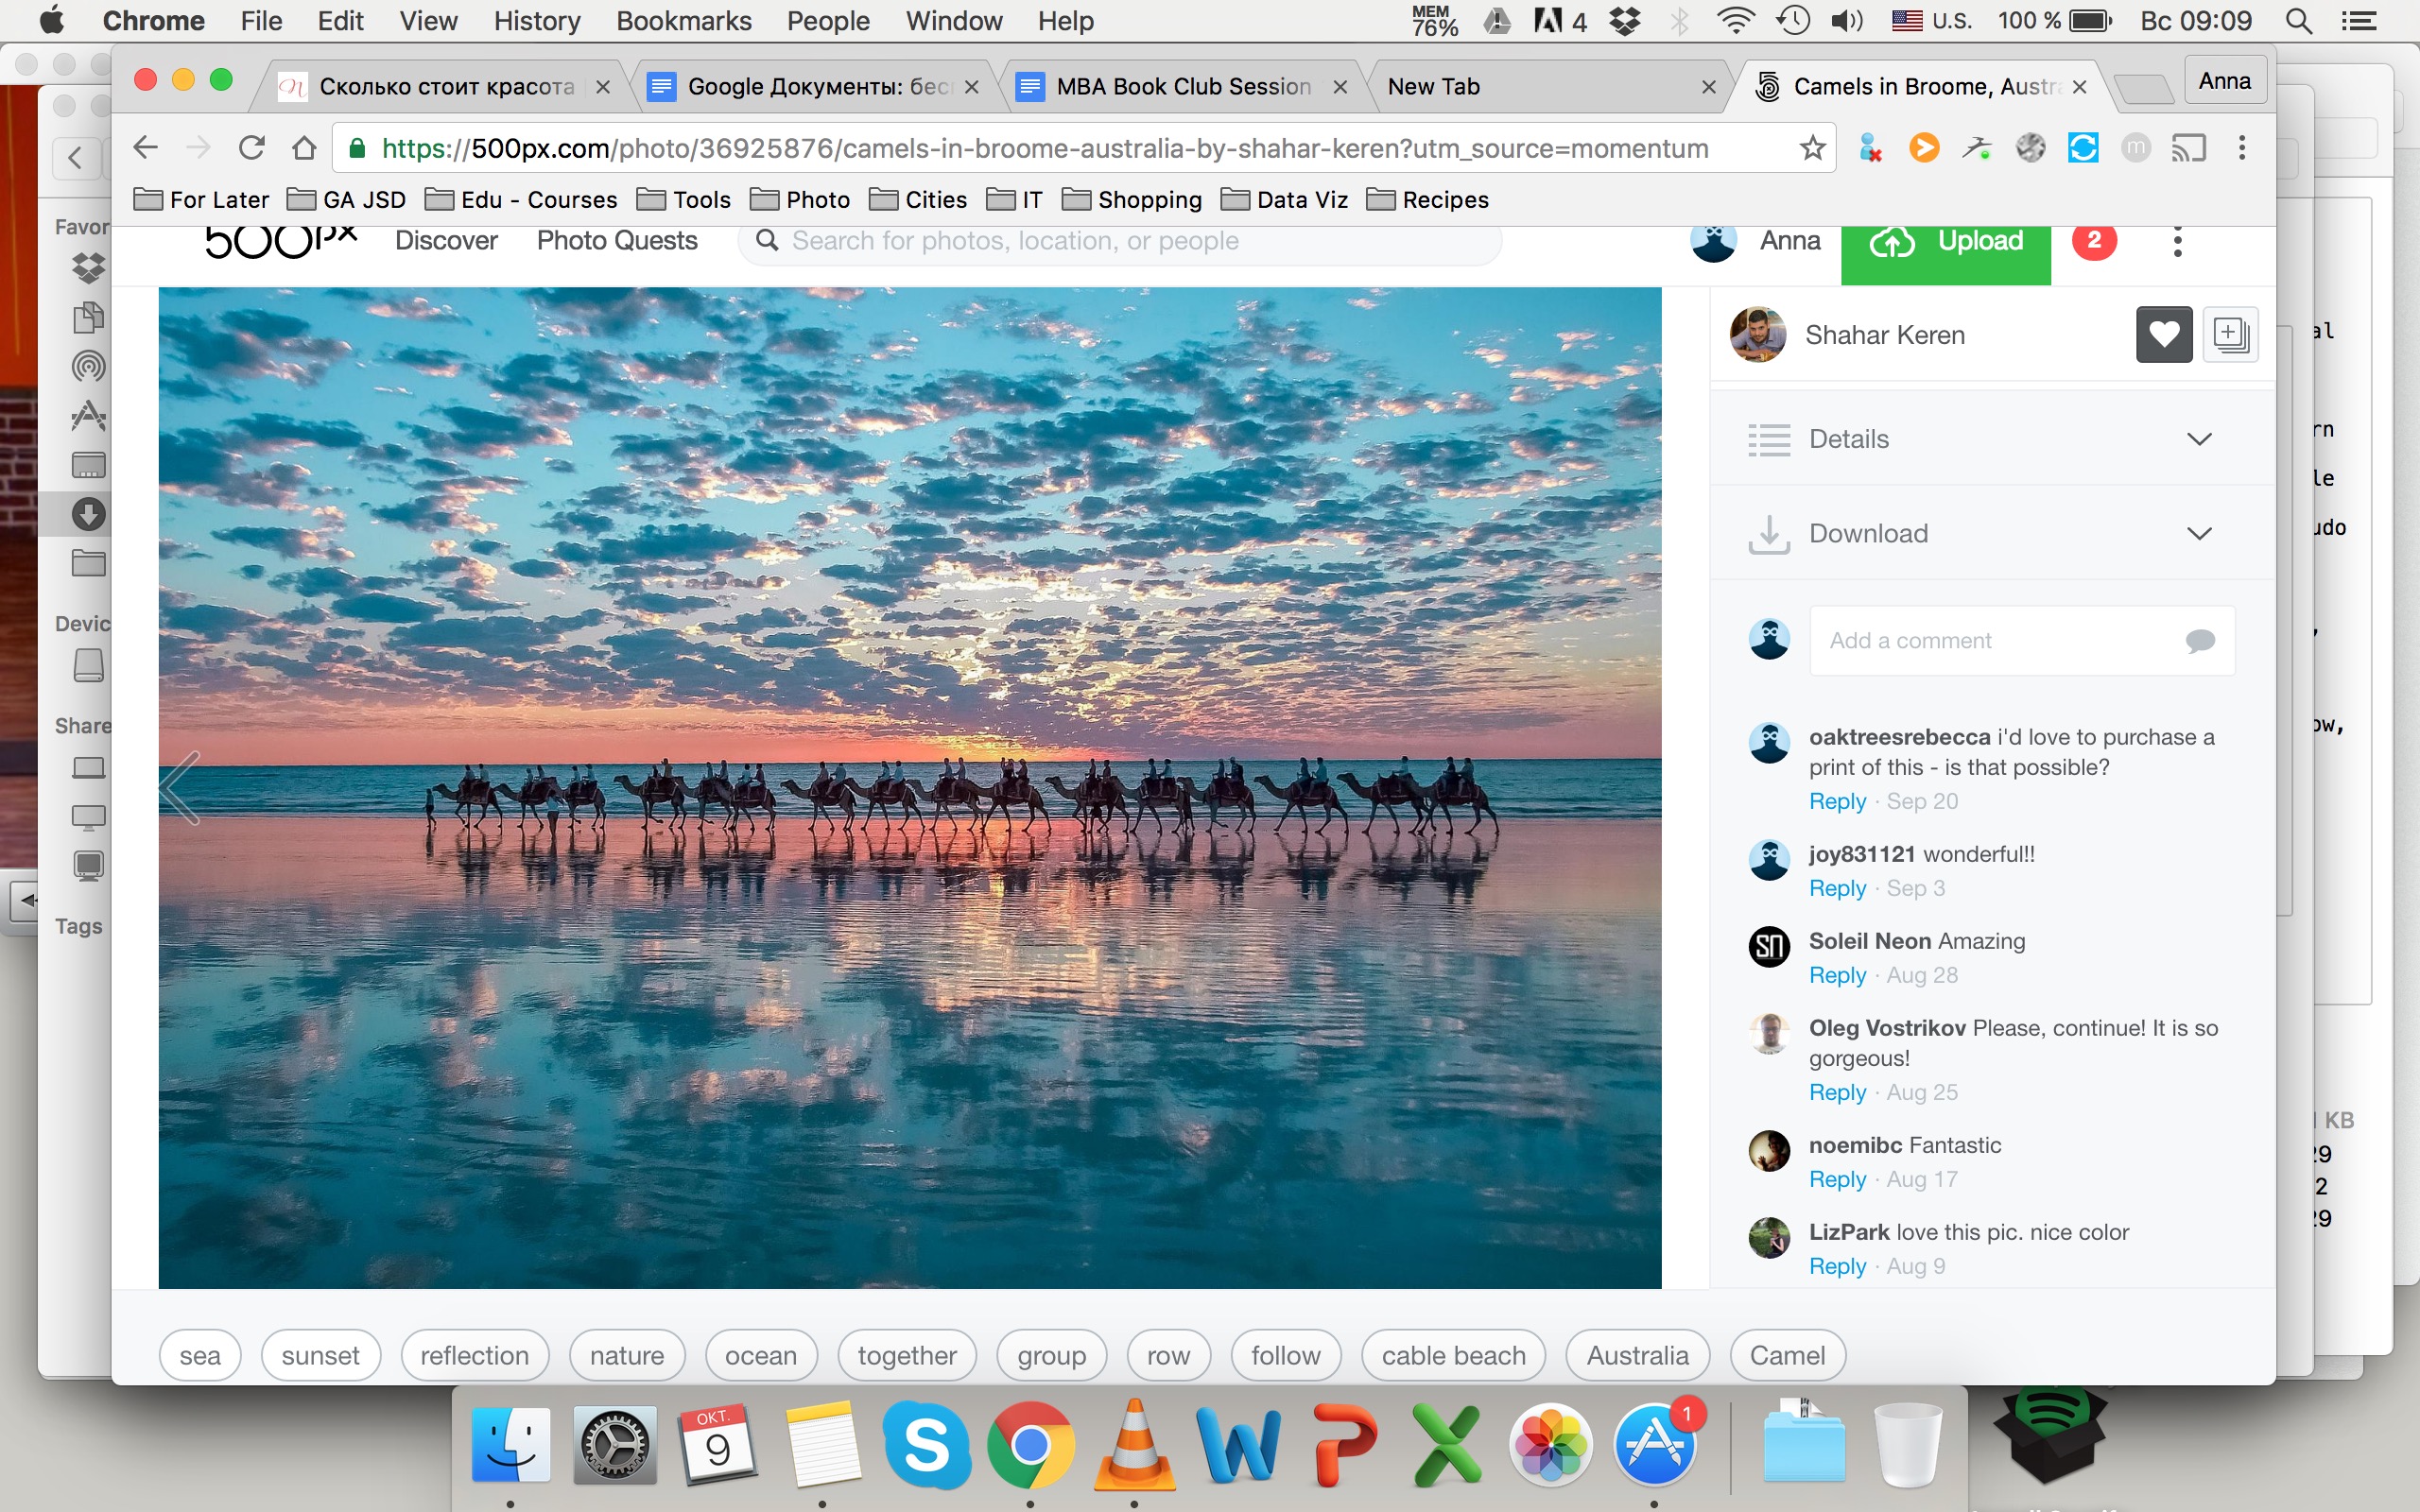 Chrome File Edit View History Bookmarks People Window Help MEM 76% 4 U.S. 100 % Вс 09:09
Сколько стоит красота Google Документы: бес MBA Book Club Session New Tab Camels in Broome, Austra Anna
https://500px.com/photo/36925876/camels-in-broome-australia-by-shahar-keren?utm_source=momentum
For Later GA JSD Edu - Courses Tools Photo Cities IT Shopping Data Viz Recipes
500px Discover Photo Quests Search for photos, location, or people Anna Upload 2
Favor
Devic
Share
Tags
Shahar Keren
Details
Download
Add a comment
oaktreesrebecca i'd love to purchase a
print of this - is that possible?
Reply · Sep 20
joy831121 wonderful!!
Reply · Sep 3
Soleil Neon Amazing
Reply · Aug 28
Oleg Vostrikov Please, continue! It is so
gorgeous!
Reply · Aug 25
noemibc Fantastic
Reply · Aug 17
LizPark love this pic. nice color
Reply · Aug 9
al
rn
le
udo
ow,
KB
29
2
29
sea sunset reflection nature ocean together group row follow cable beach Australia Camel
ОКТ.
9
1